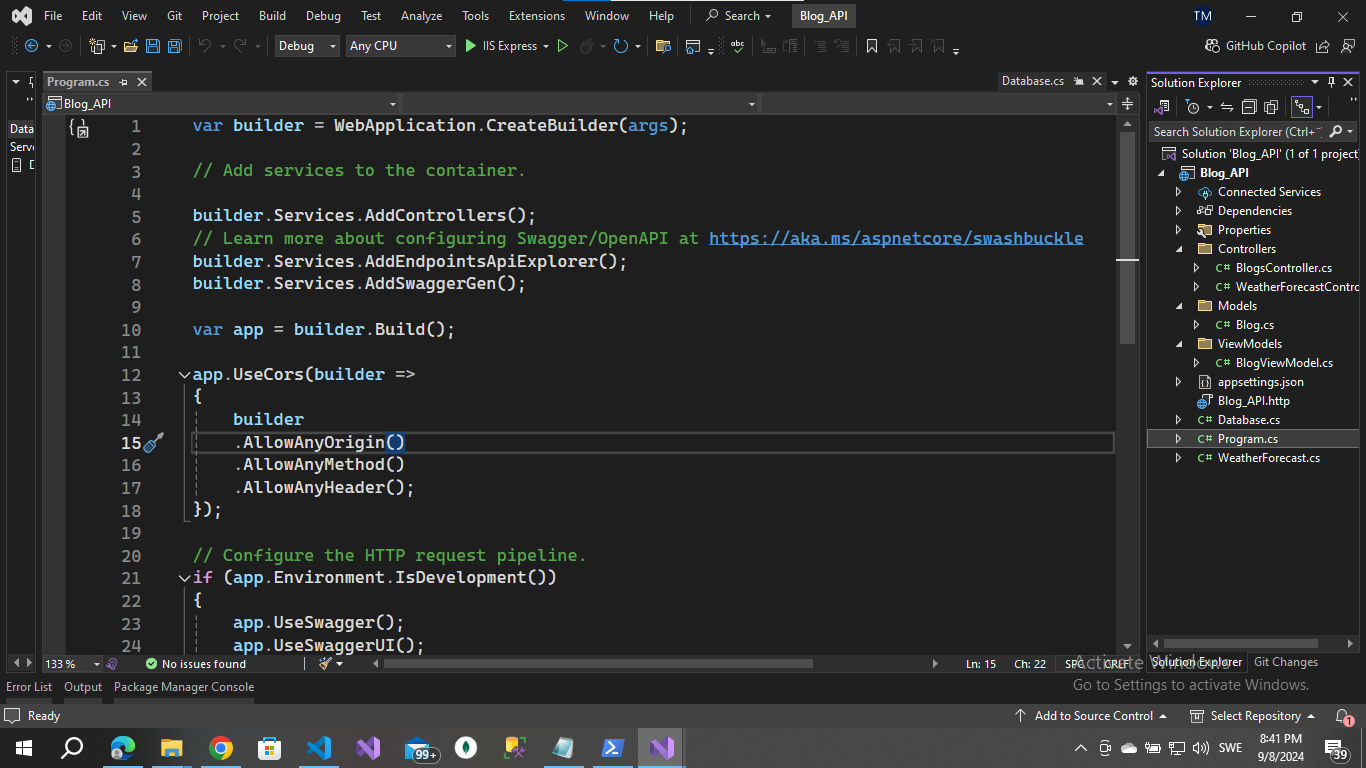 File Edit View Git Project Build Debug Test Analyze Tools Extensions Window Help Search Blog_API TM
Debug Any CPU IIS Express GitHub Copilot
Program.cs Database.cs Solution Explorer
Blog_API
Search Solution Explorer (Ctrl+
Data
Serv
1 var builder = WebApplication.CreateBuilder(args);
2
3 // Add services to the container.
4
5 builder.Services.AddControllers();
6 // Learn more about configuring Swagger/OpenAPI at https://aka.ms/aspnetcore/swashbuckle
7 builder.Services.AddEndpointsApiExplorer();
8 builder.Services.AddSwaggerGen();
9
10 var app = builder.Build();
11
12 app.UseCors(builder =>
13 {
14 builder
15 .AllowAnyOrigin()
16 .AllowAnyMethod()
17 .AllowAnyHeader();
18 });
19
20 // Configure the HTTP request pipeline.
21 if (app.Environment.IsDevelopment())
22 {
23 app.UseSwagger();
24 app.UseSwaggerUI();
Solution 'Blog_API' (1 of 1 project
Blog_API
Connected Services
Dependencies
Properties
Controllers
C# BlogsController.cs
C# WeatherForecastContro
Models
C# Blog.cs
ViewModels
C# BlogViewModel.cs
appsettings.json
Blog_API.http
C# Database.cs
C# Program.cs
C# WeatherForecast.cs
133 % No issues found Ln: 15 Ch: 22 SPC CRLF
Solution Explorer Git Changes
Activate Windows
Go to Settings to activate Windows.
Error List Output Package Manager Console
Ready Add to Source Control Select Repository 1
99+ SWE 8:41 PM
9/8/2024 39